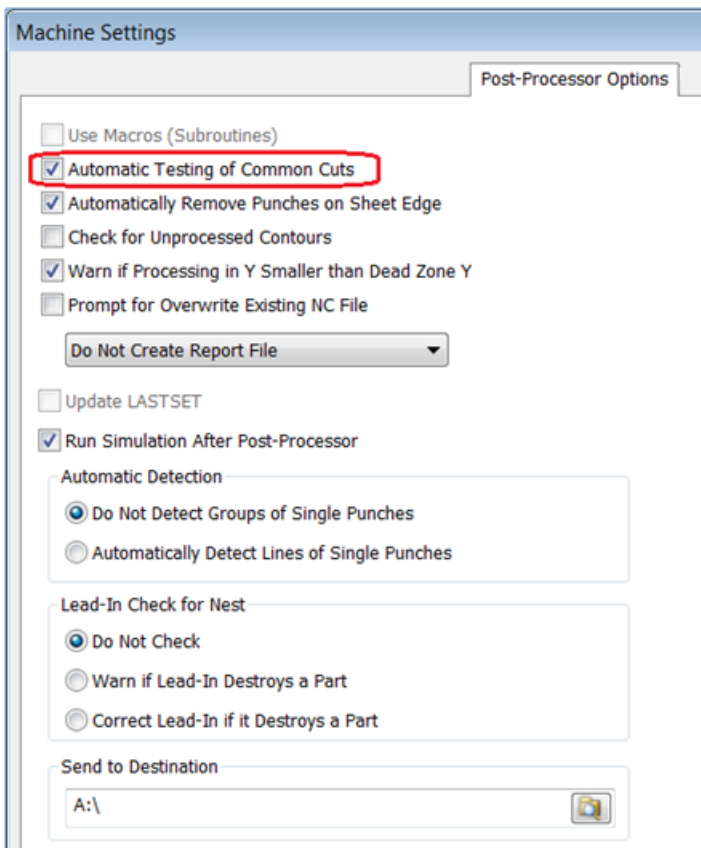 Machine Settings
Post-Processor Options
Use Macros (Subroutines)
Automatic Testing of Common Cuts
Automatically Remove Punches on Sheet Edge
Check for Unprocessed Contours
Warn if Processing in Y Smaller than Dead Zone Y
Prompt for Overwrite Existing NC File
Do Not Create Report File
Update LASTSET
Run Simulation After Post-Processor
Automatic Detection
Do Not Detect Groups of Single Punches
Automatically Detect Lines of Single Punches
Lead-In Check for Nest
Do Not Check
Warn if Lead-In Destroys a Part
Correct Lead-In if it Destroys a Part
Send to Destination
A:\